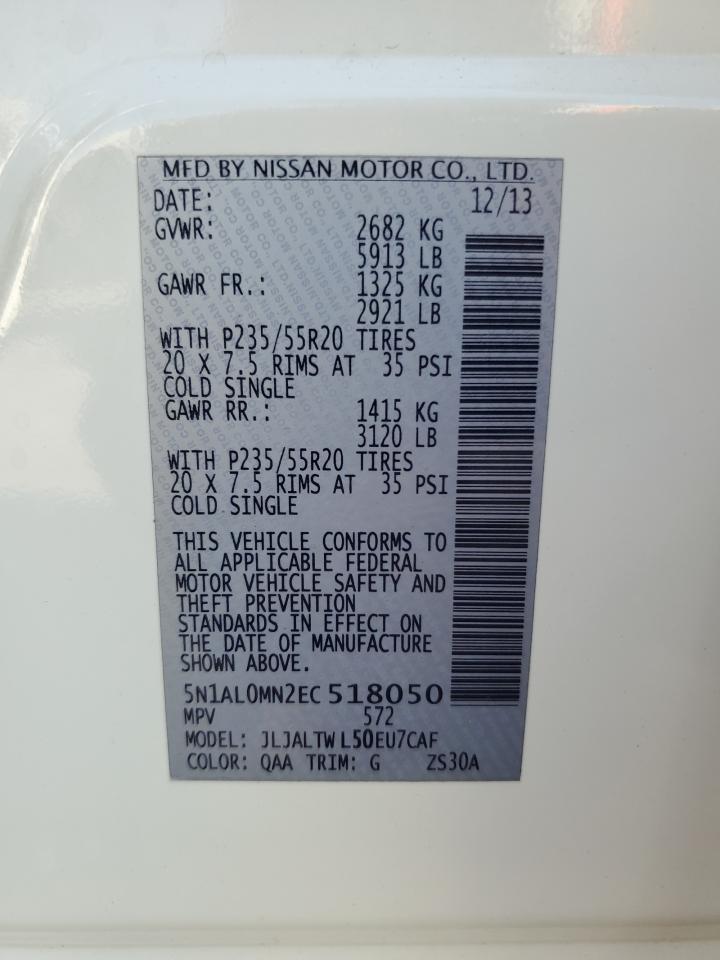 MFD BY NISSAN MOTOR CO., LTD.
DATE: 12/13
GVWR: 2682 KG
5913 LB
GAWR FR.: 1325 KG
2921 LB
WITH P235/55R20 TIRES
20 X 7.5 RIMS AT 35 PSI
COLD SINGLE
GAWR RR.: 1415 KG
3120 LB
WITH P235/55R20 TIRES
20 X 7.5 RIMS AT 35 PSI
COLD SINGLE
THIS VEHICLE CONFORMS TO
ALL APPLICABLE FEDERAL
MOTOR VEHICLE SAFETY AND
THEFT PREVENTION
STANDARDS IN EFFECT ON
THE DATE OF MANUFACTURE
SHOWN ABOVE.
5N1AL0MN2EC 518050
MPV 572
MODEL: JLJALTW L50EU7CAF
COLOR: QAA TRIM: G ZS30A